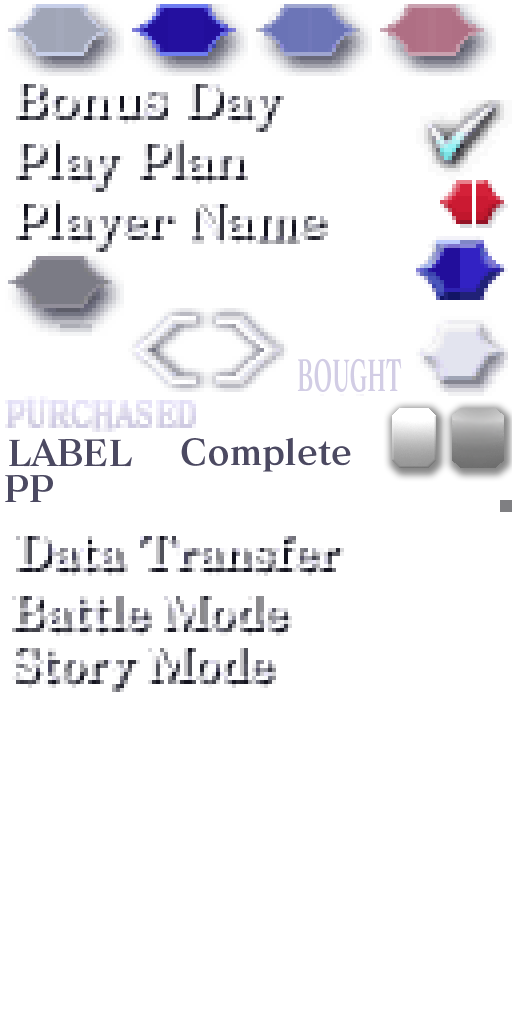 Bonus Day
Play Plan
Player Name
BOUGHT
PURCHASED
LABEL Complete
PP
Data Transfer
Battle Mode
Story Mode